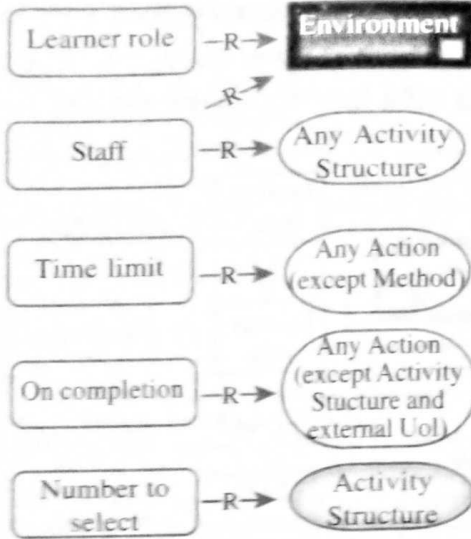 Learner role —R→ Environment
—R→
Staff —R→ Any Activity
Structure
Time limit —R→ Any Action
(except Method)
On completion —R→ Any Action
(except Activity
Stucture and
external Uol)
Number to
select —R→ Activity
Structure